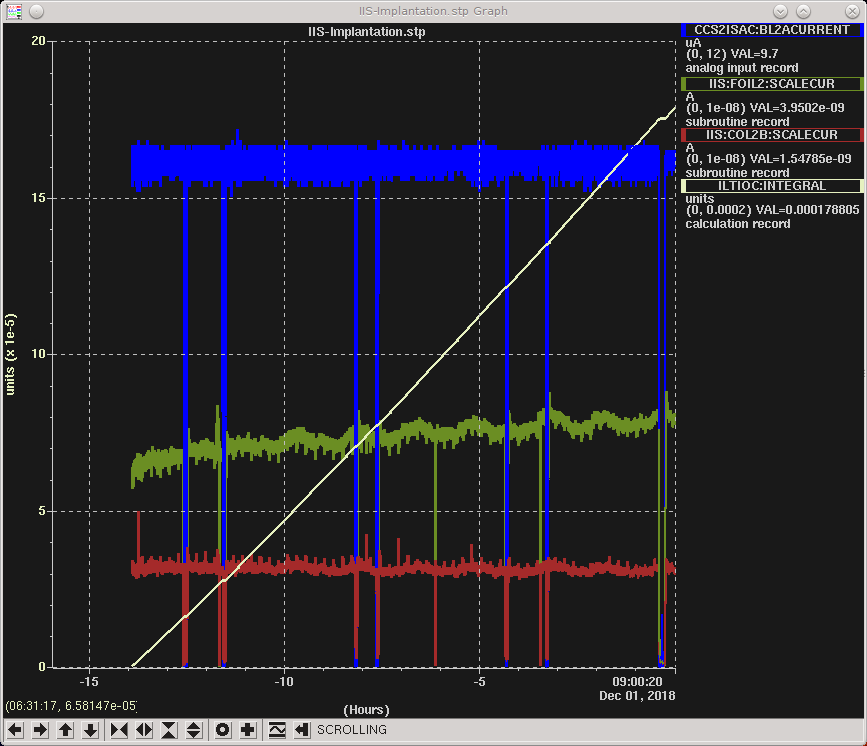 IIS-Implantation.stp Graph
IIS-Implantation.stp
20
15
10
5
0
units (x 1e-5)
-15
-10
-5
09:00:20
Dec 01, 2018
(Hours)
(06:31:17, 6.58147e-05)
CCS2ISAC:BL2ACURRENT
uA
(0, 12) VAL=9.7
analog input record
IIS:FOIL2:SCALECUR
A
(0, 1e-08) VAL=3.9502e-09
subroutine record
IIS:COL2B:SCALECUR
A
(0, 1e-08) VAL=1.54785e-09
subroutine record
ILTIOC:INTEGRAL
units
(0, 0.0002) VAL=0.000178805
calculation record
SCROLLING